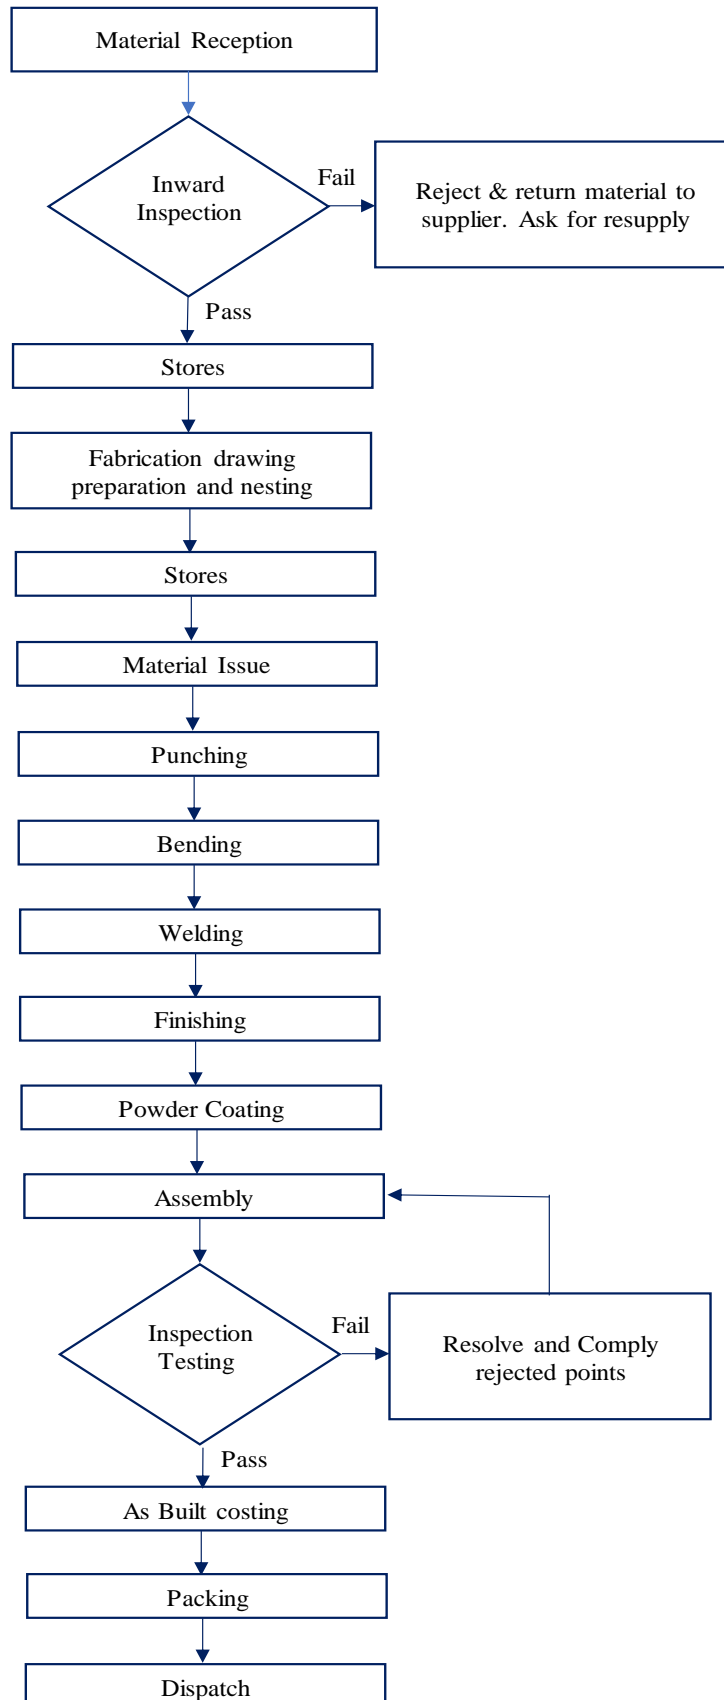 Material Reception
Inward
Inspection
Fail
Reject & return material to
supplier. Ask for resupply
Pass
Stores
Fabrication drawing
preparation and nesting
Stores
Material Issue
Punching
Bending
Welding
Finishing
Powder Coating
Assembly
Inspection
Testing
Fail
Resolve and Comply
rejected points
Pass
As Built costing
Packing
Dispatch